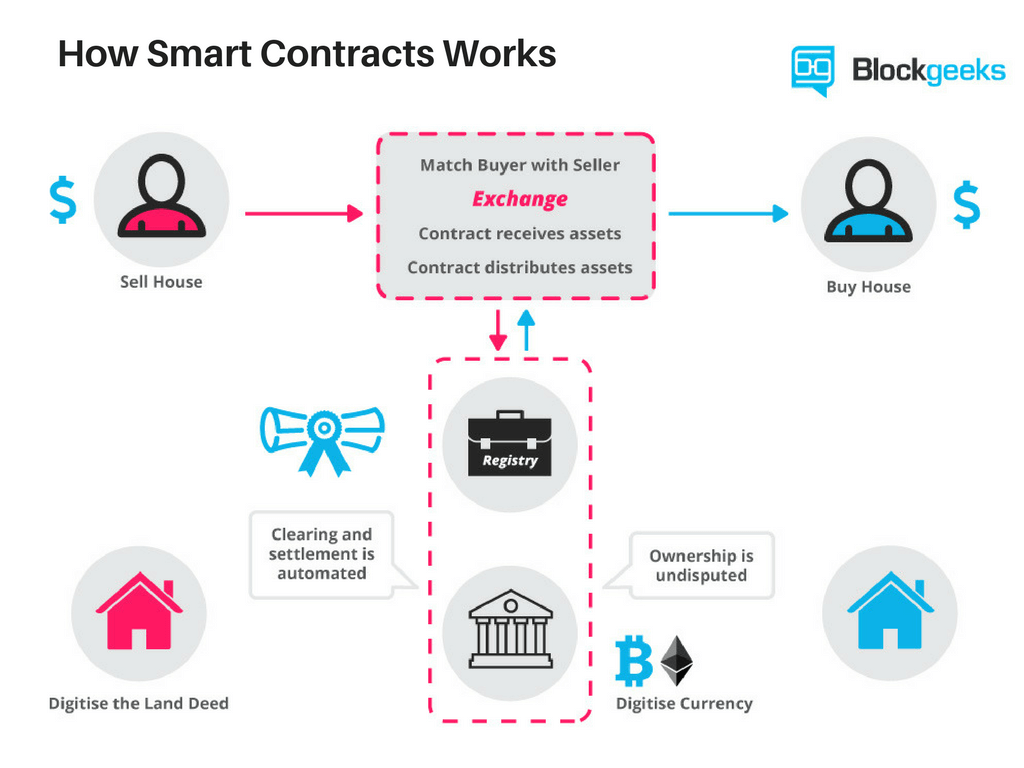 How Smart Contracts Works
Blockgeeks
$
$
Match Buyer with Seller
Exchange
Contract receives assets
Contract distributes assets
Sell House
Buy House
Registry
Clearing and
settlement is
automated
Ownership is
undisputed
Digitise the Land Deed
Digitise Currency